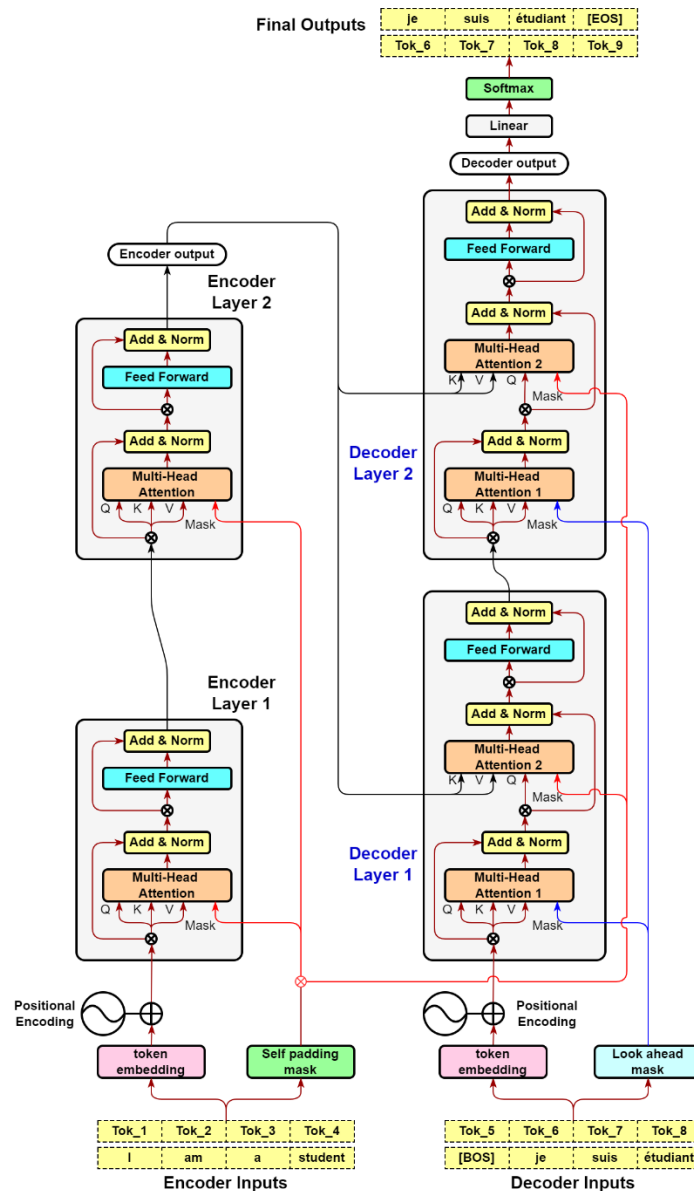 Final Outputs
je suis étudiant [EOS]
Tok_6 Tok_7 Tok_8 Tok_9
Softmax
Linear
Decoder output
Add & Norm
Feed Forward
Add & Norm
Multi-Head
Attention 2
K V Q
Mask
Decoder
Layer 2
Add & Norm
Multi-Head
Attention 1
Q K V
Mask
Encoder output
Encoder
Layer 2
Add & Norm
Feed Forward
Add & Norm
Multi-Head
Attention
Q K V
Mask
Encoder
Layer 1
Add & Norm
Feed Forward
Add & Norm
Multi-Head
Attention
Q K V
Mask
Add & Norm
Feed Forward
Add & Norm
Multi-Head
Attention 2
K V Q
Mask
Decoder
Layer 1
Add & Norm
Multi-Head
Attention 1
Q K V
Mask
Positional
Encoding
token
embedding
Self padding
mask
Tok_1 Tok_2 Tok_3 Tok_4
I am a student
Encoder Inputs
Positional
Encoding
token
embedding
Look ahead
mask
Tok_5 Tok_6 Tok_7 Tok_8
[BOS] je suis étudiant
Decoder Inputs